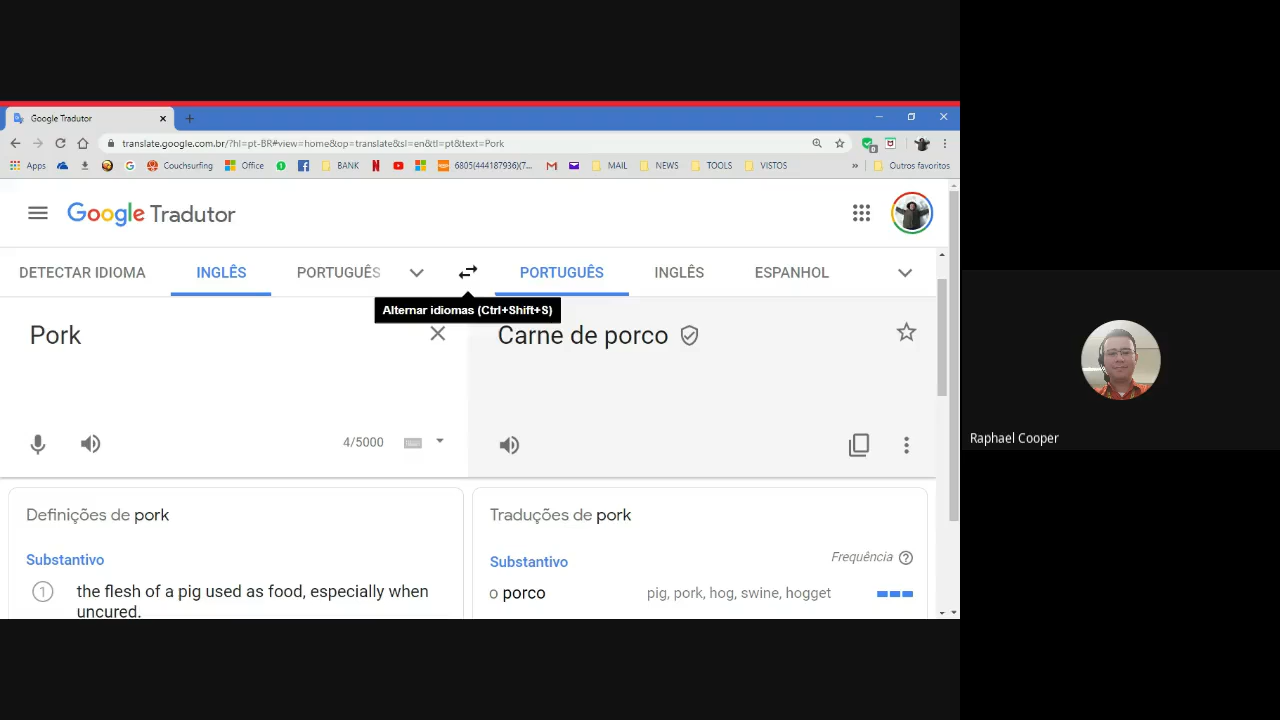 Google Tradutor
translate.google.com.br/?hl=pt-BR#view=home&op=translate&sl=en&tl=pt&text=Pork
Apps Couchsurfing Office BANK 6805(444187936)(7... MAIL NEWS TOOLS VISTOS » Outros favoritos
Google Tradutor
DETECTAR IDIOMA INGLÊS PORTUGUÊS PORTUGUÊS INGLÊS ESPANHOL
Alternar idiomas (Ctrl+Shift+S)
Pork Carne de porco
4/5000
Raphael Cooper
Definições de pork Traduções de pork
Substantivo Substantivo Frequência
1 the flesh of a pig used as food, especially when
uncured.
o porco pig, pork, hog, swine, hogget